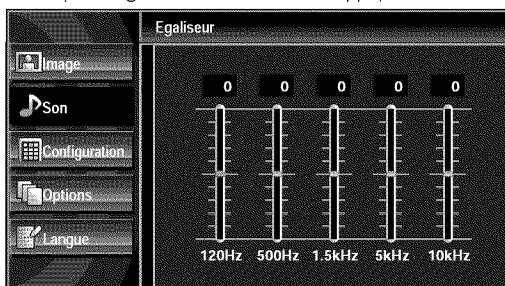 Egaliseur
Image
Son
Configuration
Options
Langue
0 0 0 0 0
120Hz 500Hz 1.5kHz 5kHz 10kHz